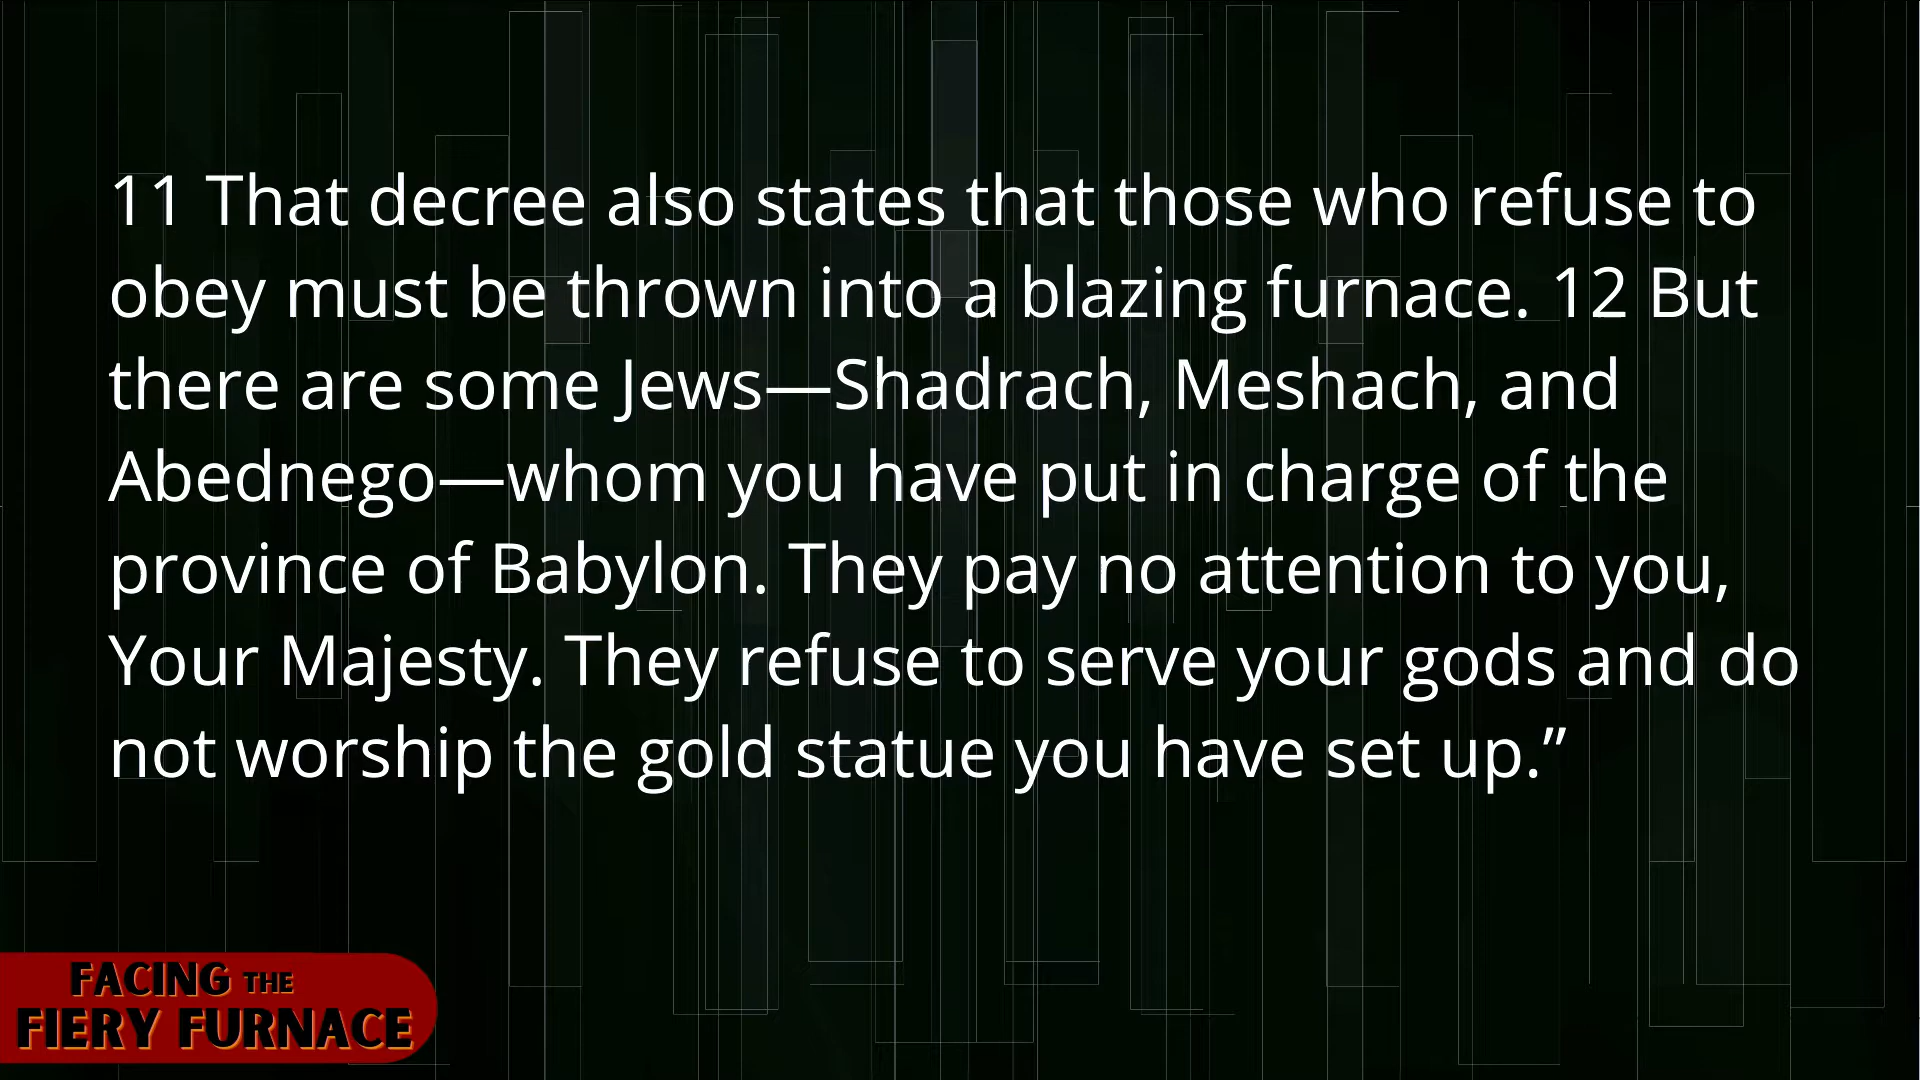 11 That decree also states that those who refuse to
obey must be thrown into a blazing furnace. 12 But
there are some Jews—Shadrach, Meshach, and
Abednego—whom you have put in charge of the
province of Babylon. They pay no attention to you,
Your Majesty. They refuse to serve your gods and do
not worship the gold statue you have set up.”
FACING THE
FIERY FURNACE